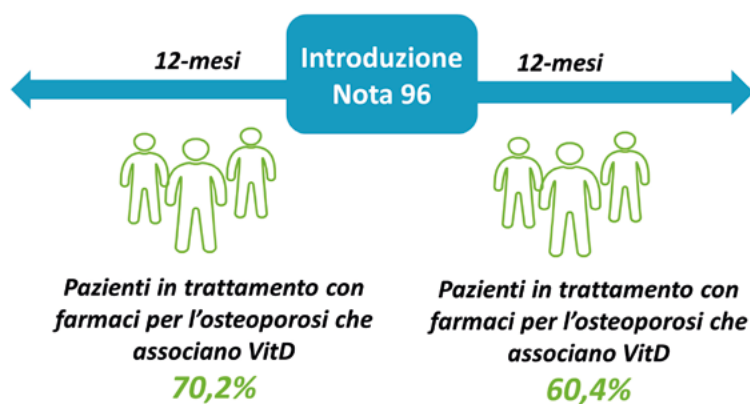 12-mesi
Introduzione
Nota 96
12-mesi
Pazienti in trattamento con
farmaci per l'osteoporosi che
associano VitD
70,2%
Pazienti in trattamento con
farmaci per l'osteoporosi che
associano VitD
60,4%